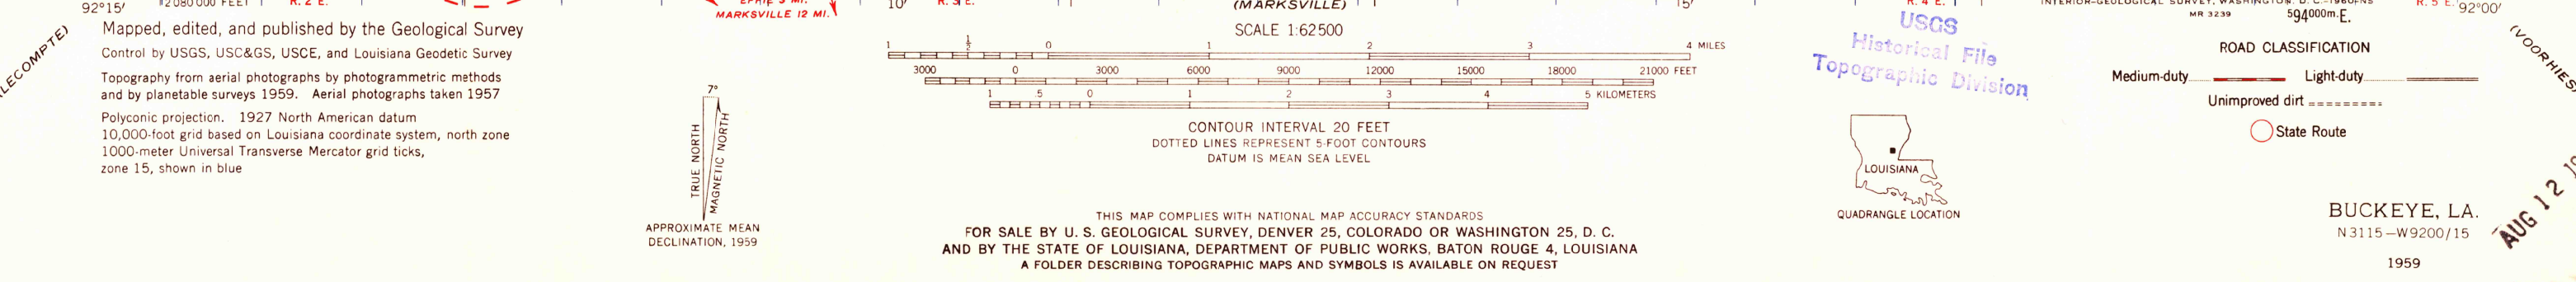 92°15'
2 080 000 FEET
R. 2 E.
MARKSVILLE 12 MI.
10'
R. 3 E.
(MARKSVILLE)
5'
R. 4 E.
INTERIOR-GEOLOGICAL SURVEY, WASHINGTON, D. C.-1960
MR 3239
594000m.E.
R. 5 E.
92°00'
(LECOMPTE)
(VOORHIES)
Mapped, edited, and published by the Geological Survey
Control by USGS, USC&GS, USCE, and Louisiana Geodetic Survey
Topography from aerial photographs by photogrammetric methods
and by planetable surveys 1959. Aerial photographs taken 1957
Polyconic projection. 1927 North American datum
10,000-foot grid based on Louisiana coordinate system, north zone
1000-meter Universal Transverse Mercator grid ticks,
zone 15, shown in blue
7°
TRUE NORTH
MAGNETIC NORTH
APPROXIMATE MEAN
DECLINATION, 1959
SCALE 1:62500
1 ½ 0 1 2 3 4 MILES
3000 0 3000 6000 9000 12000 15000 18000 21000 FEET
1 .5 0 1 2 3 4 5 KILOMETERS
CONTOUR INTERVAL 20 FEET
DOTTED LINES REPRESENT 5-FOOT CONTOURS
DATUM IS MEAN SEA LEVEL
THIS MAP COMPLIES WITH NATIONAL MAP ACCURACY STANDARDS
FOR SALE BY U. S. GEOLOGICAL SURVEY, DENVER 25, COLORADO OR WASHINGTON 25, D. C.
AND BY THE STATE OF LOUISIANA, DEPARTMENT OF PUBLIC WORKS, BATON ROUGE 4, LOUISIANA
A FOLDER DESCRIBING TOPOGRAPHIC MAPS AND SYMBOLS IS AVAILABLE ON REQUEST
USGS
Historical File
Topographic Division
LOUISIANA
QUADRANGLE LOCATION
ROAD CLASSIFICATION
Medium-duty Light-duty
Unimproved dirt
State Route
BUCKEYE, LA.
N3115-W9200/15
1959
AUG 12